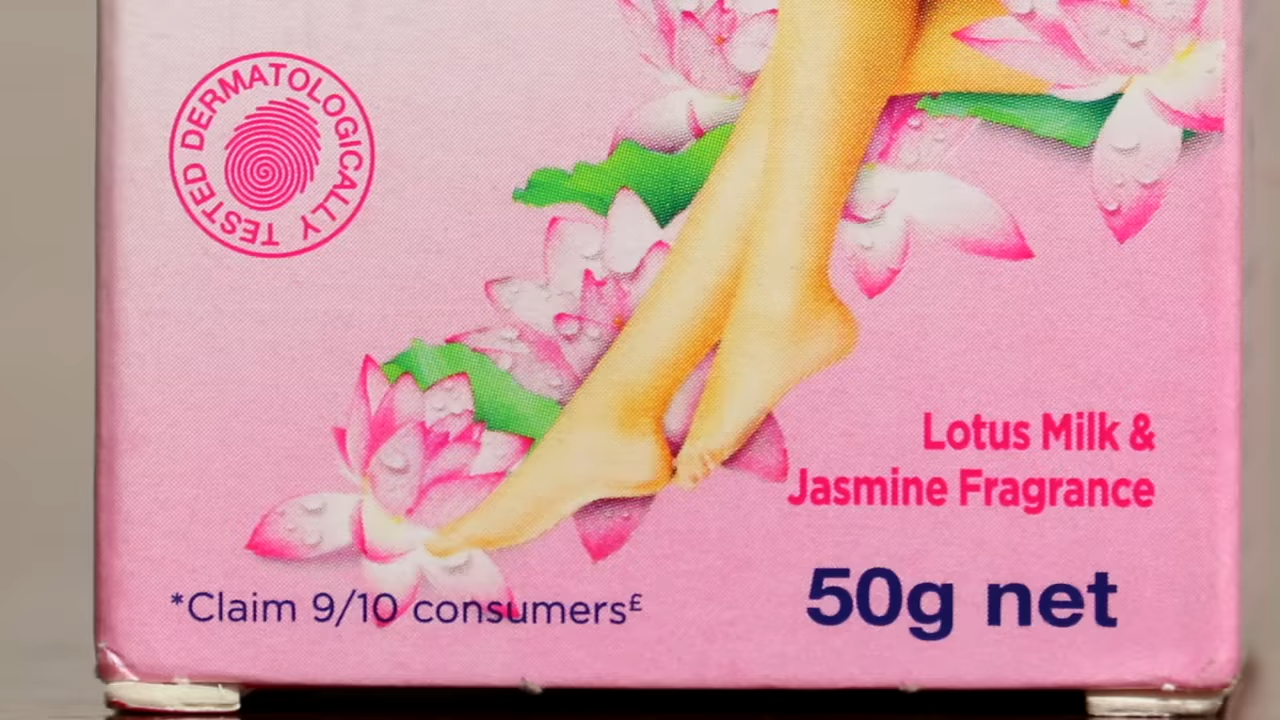 DERMATOLOGICALLY TESTED
Lotus Milk &
Jasmine Fragrance
*Claim 9/10 consumers£
50g net